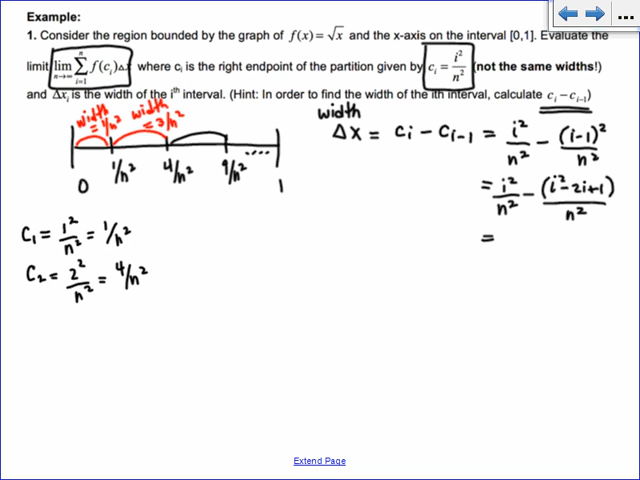 Example:
1. Consider the region bounded by the graph of f(x) = √x and the x-axis on the interval [0,1]. Evaluate the
limit lim n→∞ Σ i=1 n f(c_i)Δx_i where c_i is the right endpoint of the partition given by c_i = i²/n² (not the same widths!)
and Δx_i is the width of the i^th interval. (Hint: In order to find the width of the ith interval, calculate c_i − c_{i−1})
width = 1/n² width = 3/n²
0 1/n² 4/n² 9/n² .... 1
width
Δx = c_i − c_{i−1} = i²/n² − (i−1)²/n²
= i²/n² − (i²−2i+1)/n²
=
C₁ = 1²/n² = 1/n²
C₂ = 2²/n² = 4/n²
Extend Page
...